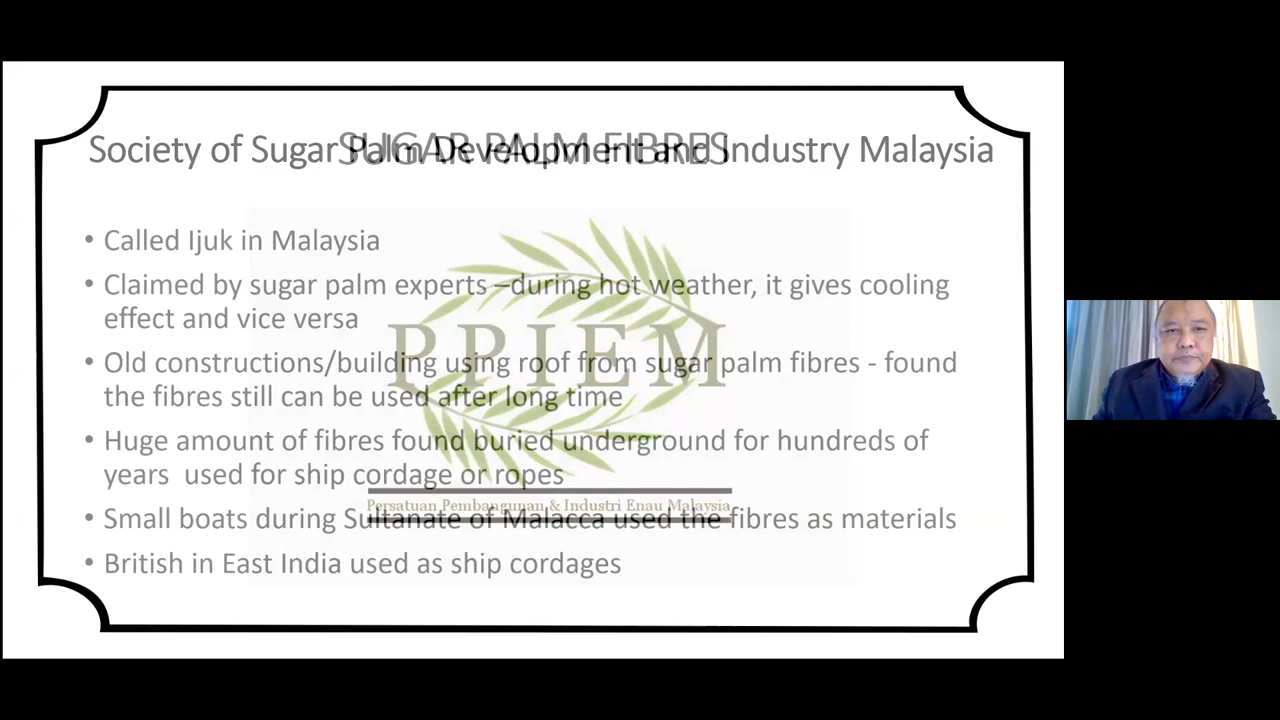 Society of Sugar Palm Development and Industry Malaysia
SUGAR PALM FIBRES
• Called Ijuk in Malaysia
• Claimed by sugar palm experts –during hot weather, it gives cooling
effect and vice versa
PPIEM
• Old constructions/building using roof from sugar palm fibres - found
the fibres still can be used after long time
• Huge amount of fibres found buried underground for hundreds of
years  used for ship cordage or ropes
Persatuan Pembangunan & Industri Enau Malaysia
• Small boats during Sultanate of Malacca used the fibres as materials
• British in East India used as ship cordages